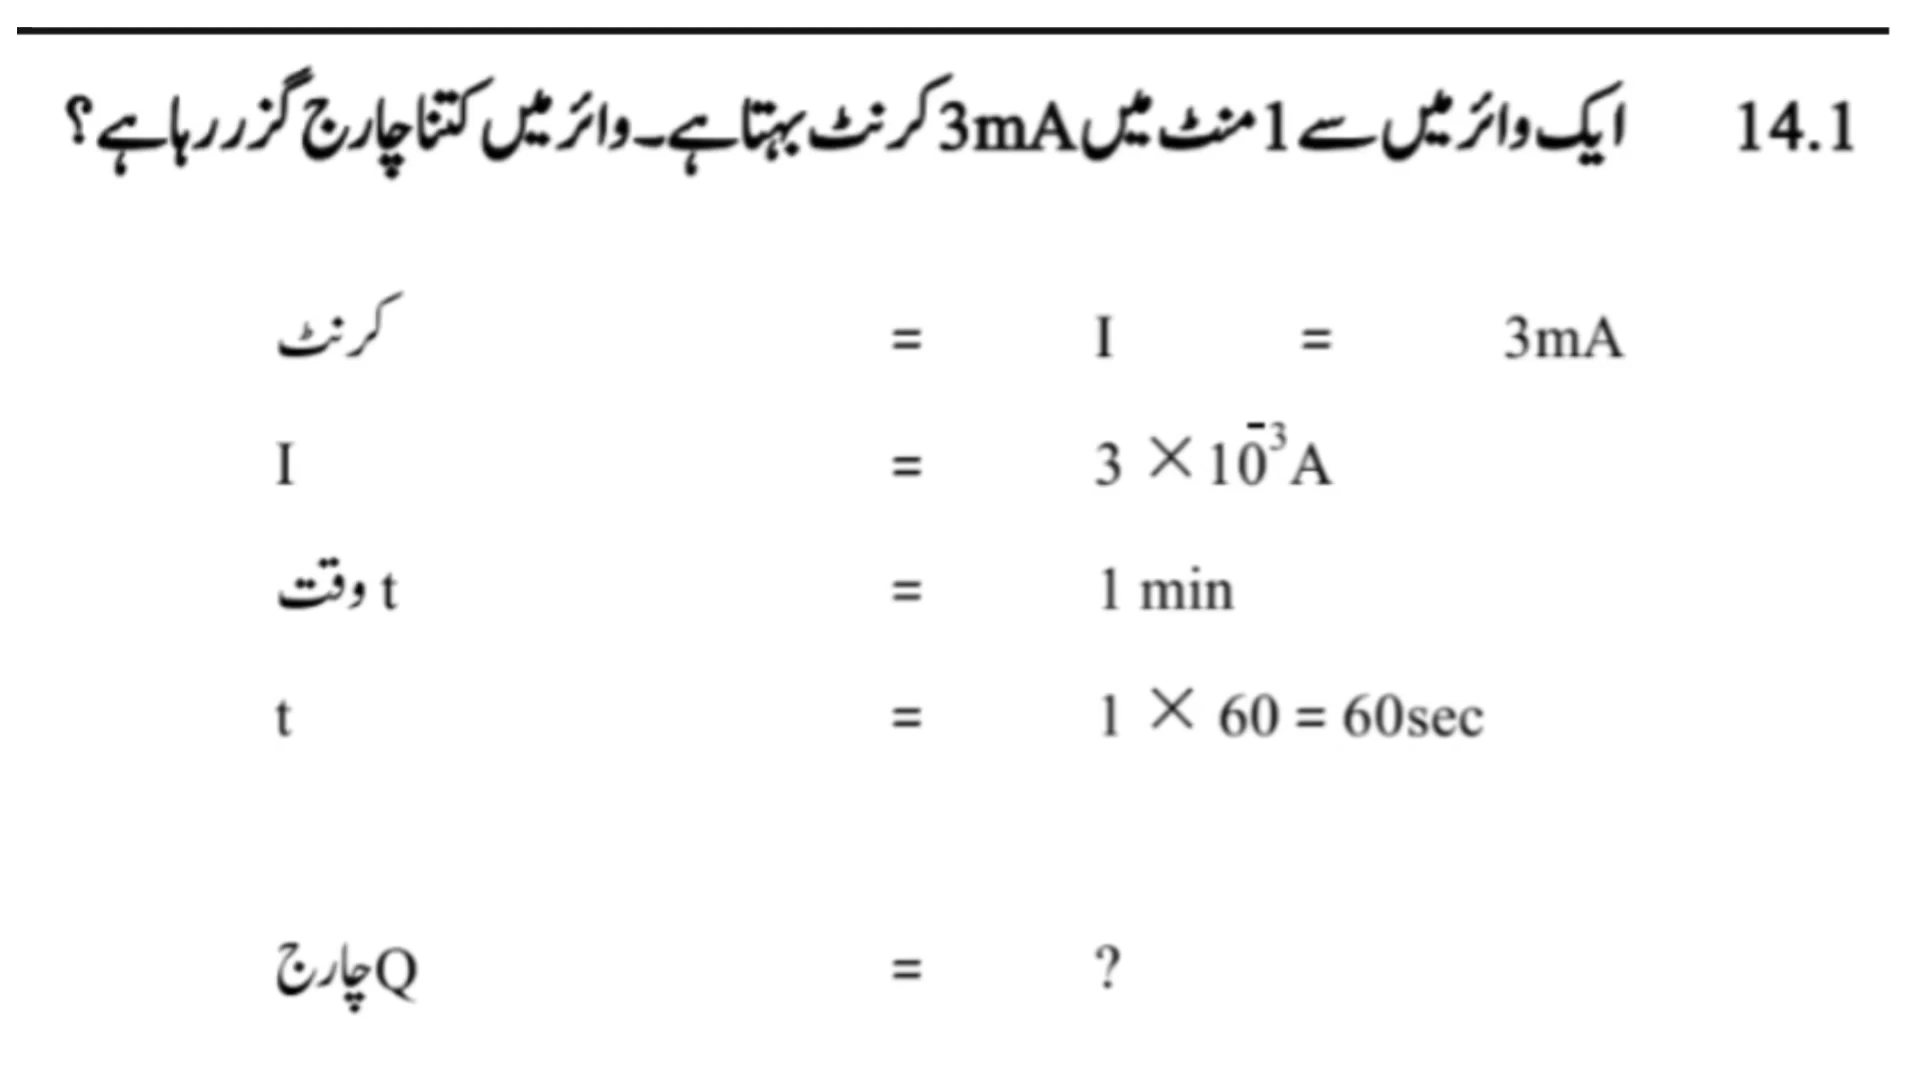 14.1 ایک وائر میں سے 1 منٹ میں 3mA کرنٹ بہتا ہے۔ وائر میں کتنا چارج گزر رہا ہے؟
کرنٹ = I = 3mA
I = 3 × 10⁻³A
وقت t = 1 min
t = 1 × 60 = 60sec
چارج Q = ?